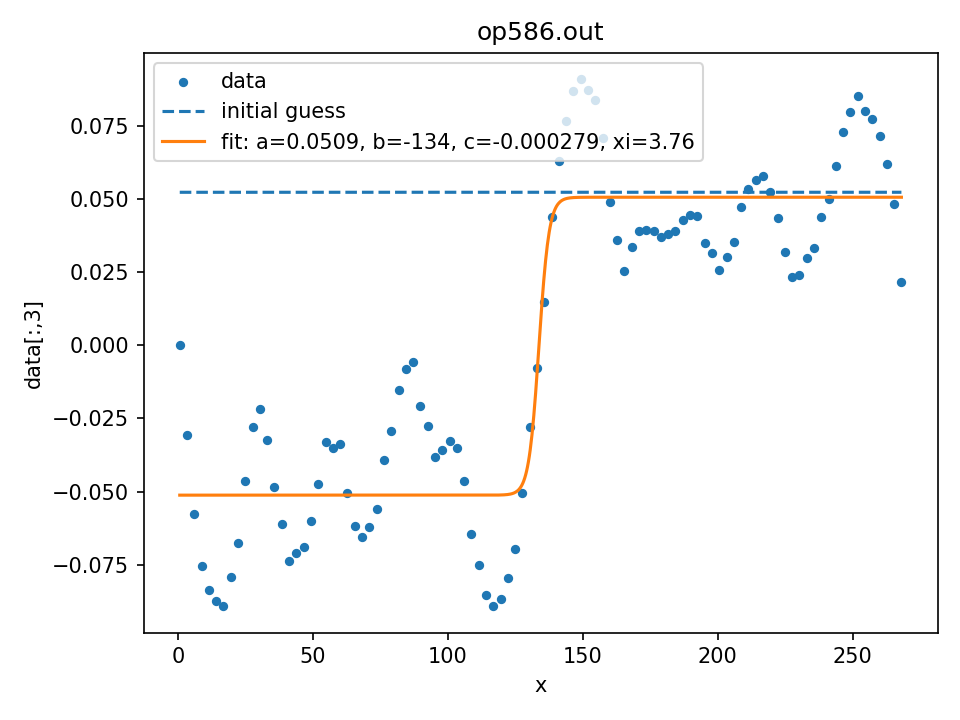 op586.out
data
initial guess
fit: a=0.0509, b=-134, c=-0.000279, xi=3.76
0.075
0.050
0.025
0.000
−0.025
−0.050
−0.075
data[:,3]
0 50 100 150 200 250
x